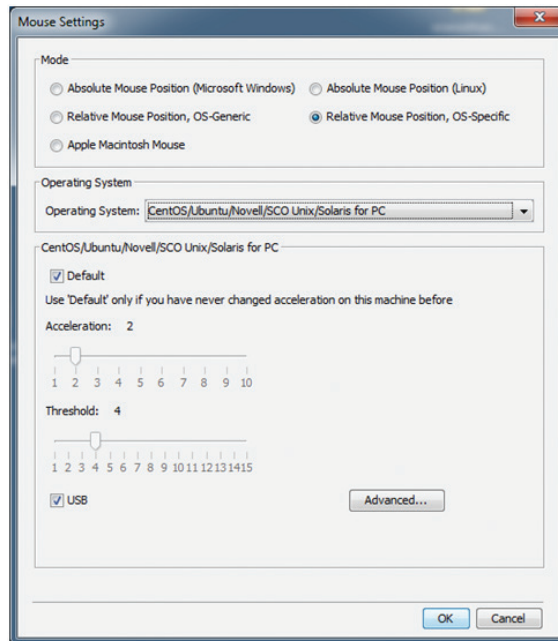 Mouse Settings
Mode
Absolute Mouse Position (Microsoft Windows) Absolute Mouse Position (Linux)
Relative Mouse Position, OS-Generic Relative Mouse Position, OS-Specific
Apple Macintosh Mouse
Operating System
Operating System: CentOS/Ubuntu/Novell/SCO Unix/Solaris for PC
CentOS/Ubuntu/Novell/SCO Unix/Solaris for PC
Default
Use 'Default' only if you have never changed acceleration on this machine before
Acceleration: 2
1 2 3 4 5 6 7 8 9 10
Threshold: 4
1 2 3 4 5 6 7 8 9 10 11 12 13 14 15
USB Advanced...
OK Cancel